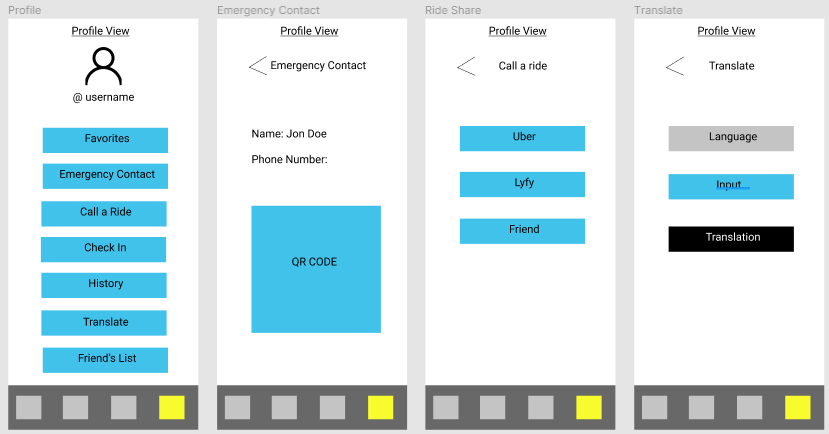 Profile
Profile View
@ username
Favorites
Emergency Contact
Call a Ride
Check In
History
Translate
Friend's List
Emergency Contact
Profile View
Emergency Contact
Name: Jon Doe
Phone Number:
QR CODE
Ride Share
Profile View
Call a ride
Uber
Lyfy
Friend
Translate
Profile View
Translate
Language
Input...
Translation